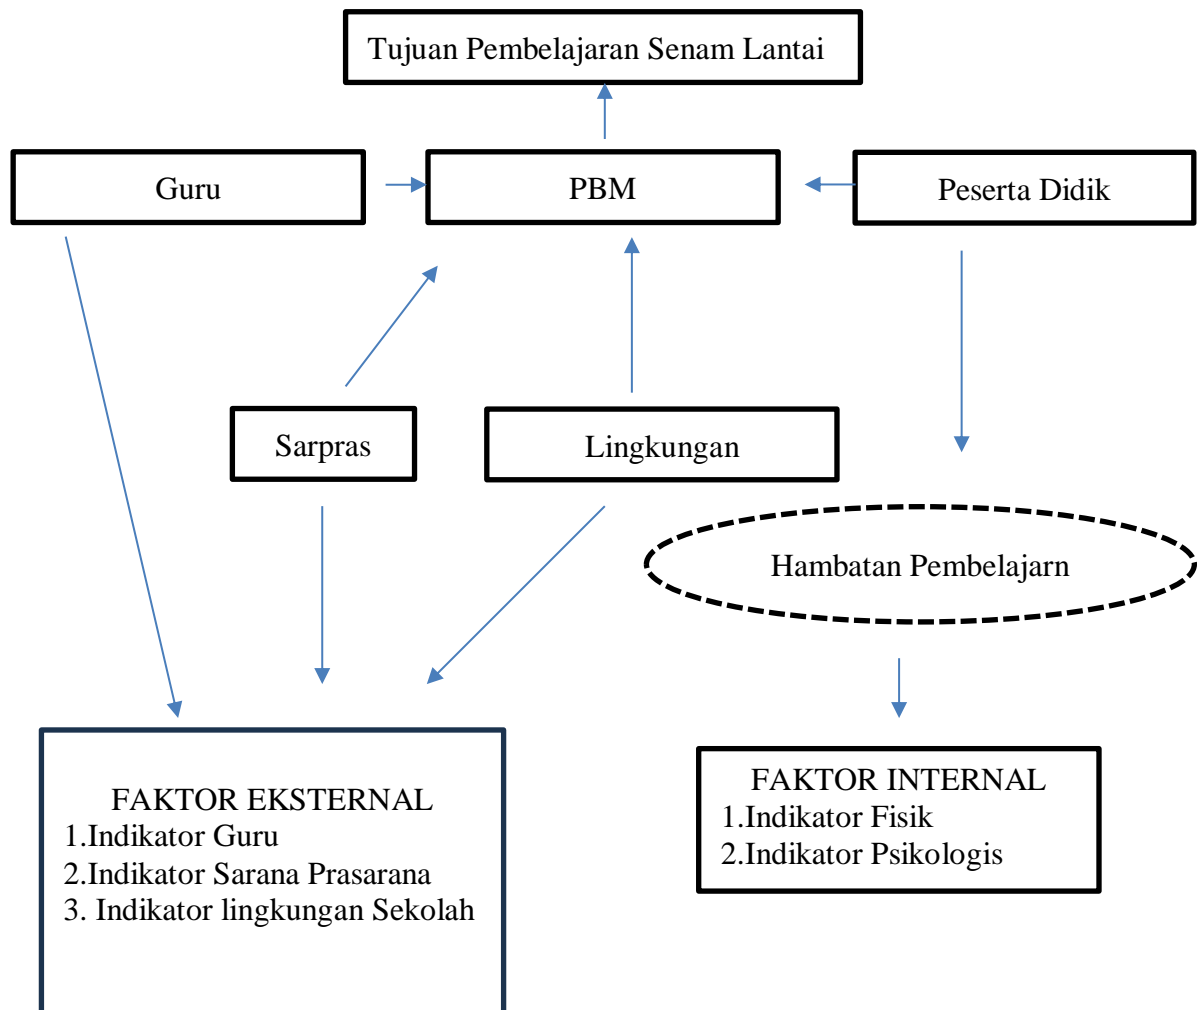 Tujuan Pembelajaran Senam Lantai
Guru
PBM
Peserta Didik
Sarpras
Lingkungan
Hambatan Pembelajarn
FAKTOR EKSTERNAL
1.Indikator Guru
2.Indikator Sarana Prasarana
3. Indikator lingkungan Sekolah
FAKTOR INTERNAL
1.Indikator Fisik
2.Indikator Psikologis